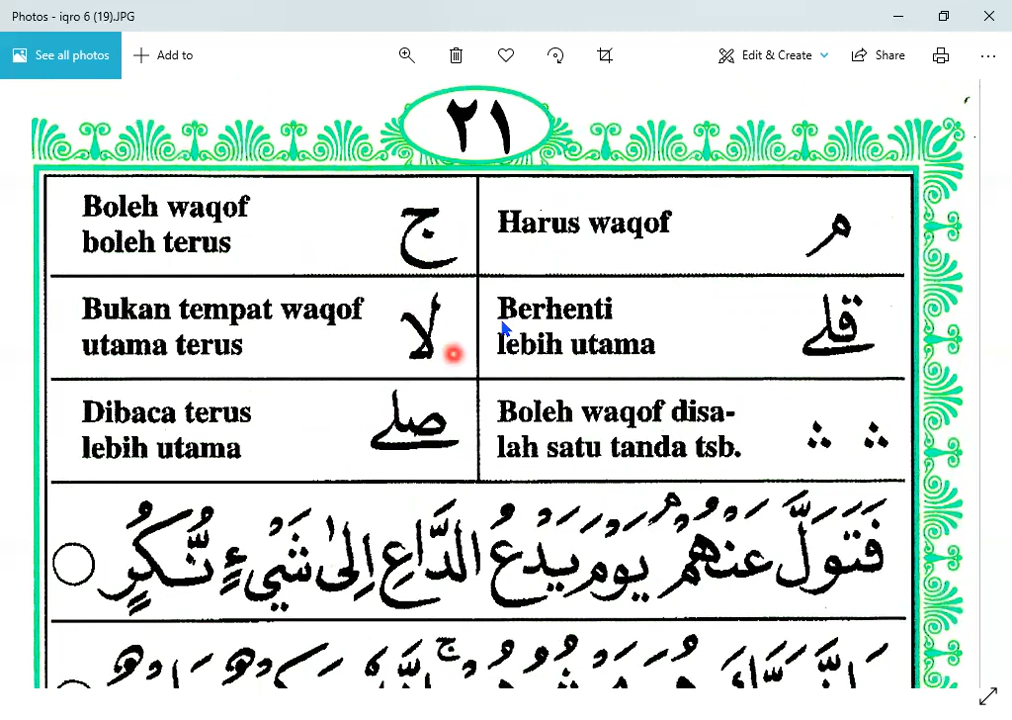 Photos - iqro 6 (19).JPG
See all photos
Add to
Edit & Create
Share
٢١
Harus waqof
م
Boleh waqof
boleh terus
ج
Berhenti
lebih utama
قلے
Bukan tempat waqof
utama terus
لا
Boleh waqof disa-
lah satu tanda tsb.
ۛ ۛ
Dibaca terus
lebih utama
صلے
فَتَوَلَّ عَنْهُمْ ۘ يَوْمَ يَدْعُ الدَّاعِ اِلٰى شَيْءٍ نُّكُرٍ